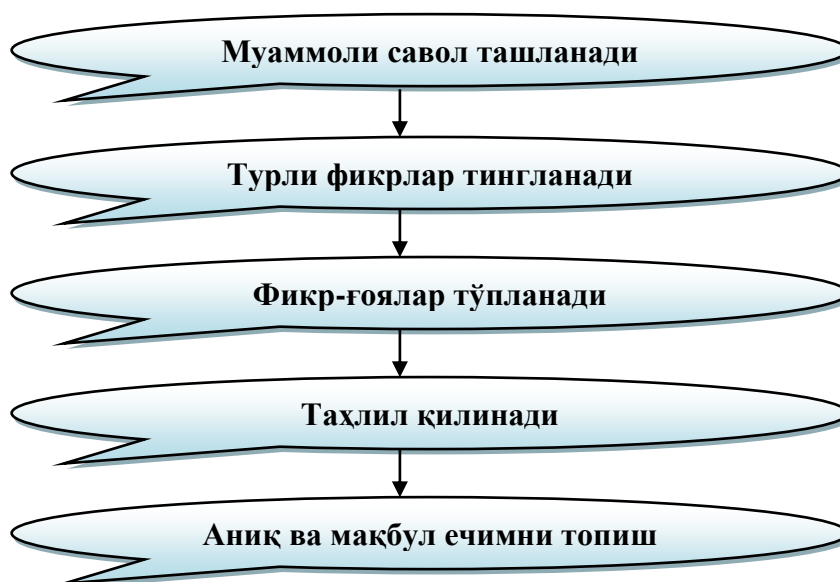 Муаммоли савол ташланади
Турли фикрлар тингланади
Фикр-ғоялар тўпланади
Таҳлил қилинади
Аниқ ва мақбул ечимни топиш